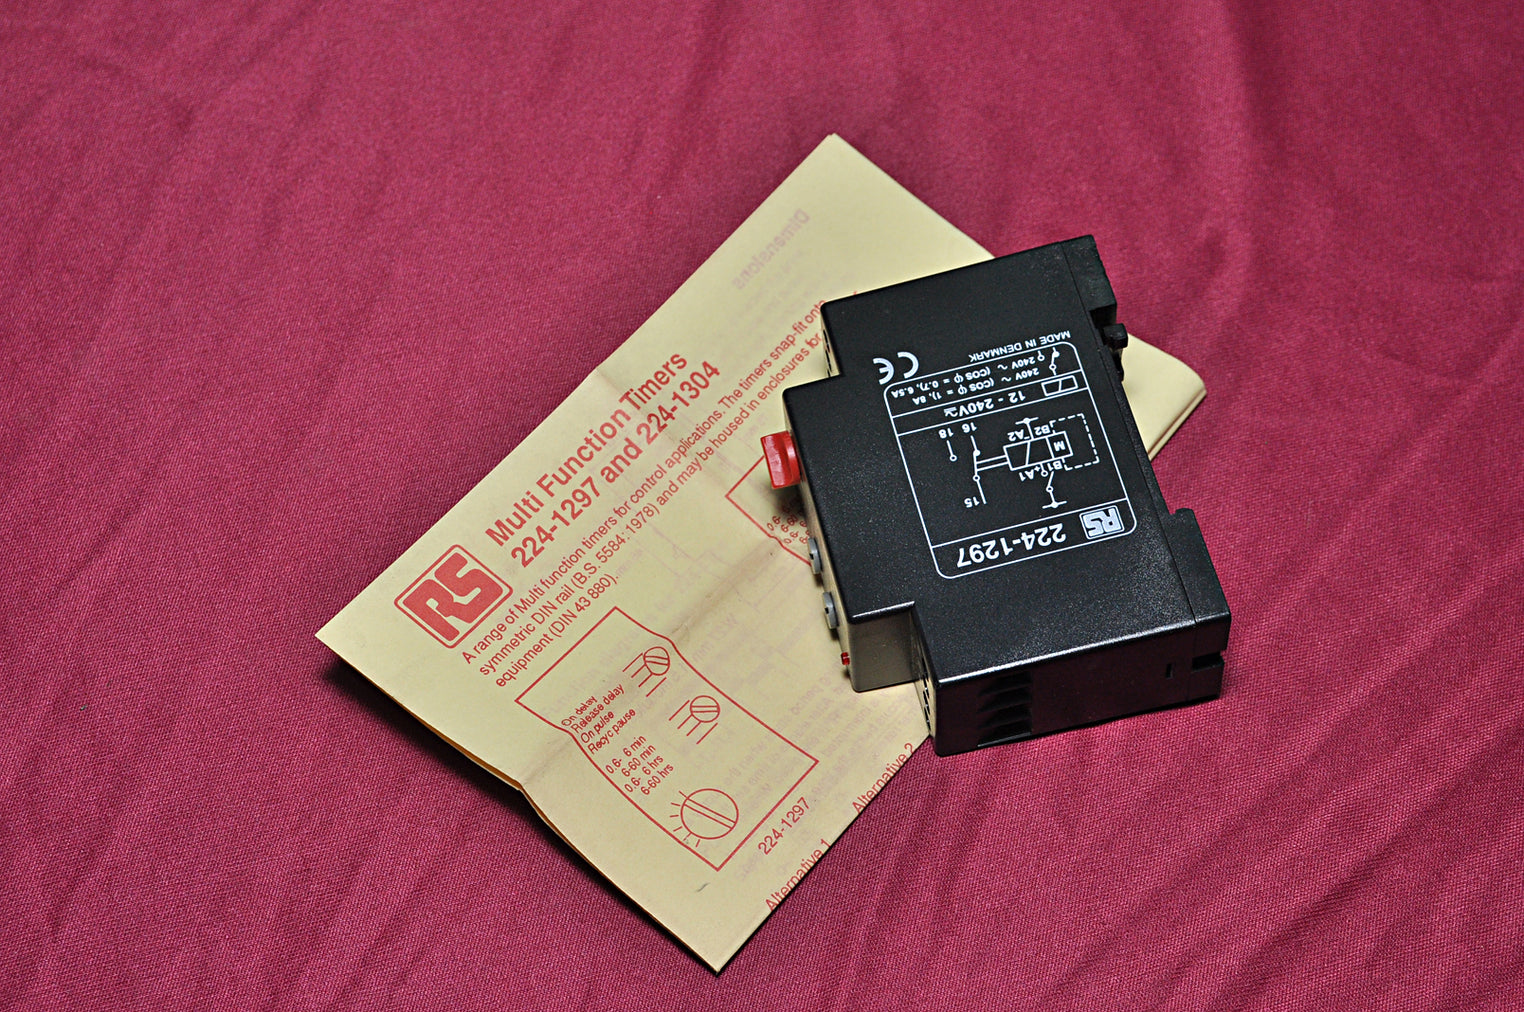 RS
Multi Function Timers
224-1297 and 224-1304
A range of Multi function timers for control applications. The timers snap-fit onto
symmetric DIN rail (B.S. 5584: 1978) and may be housed in enclosures for
equipment (DIN 43 880).
On delay
Release delay
On pulse
Recyc pause
0.6- 6 min
6-60 min
0.6- 6 hrs
6-60 hrs
224-1297
Alternative 1
Alternative 2
Dimensions
RS 224-1297
15
B1 + A1
M
B2 A2
16 18
12 - 240V
240V ~ (COS φ = 1), 8A
240V ~ (COS φ = 0.7), 6.5A
MADE IN DENMARK
CE